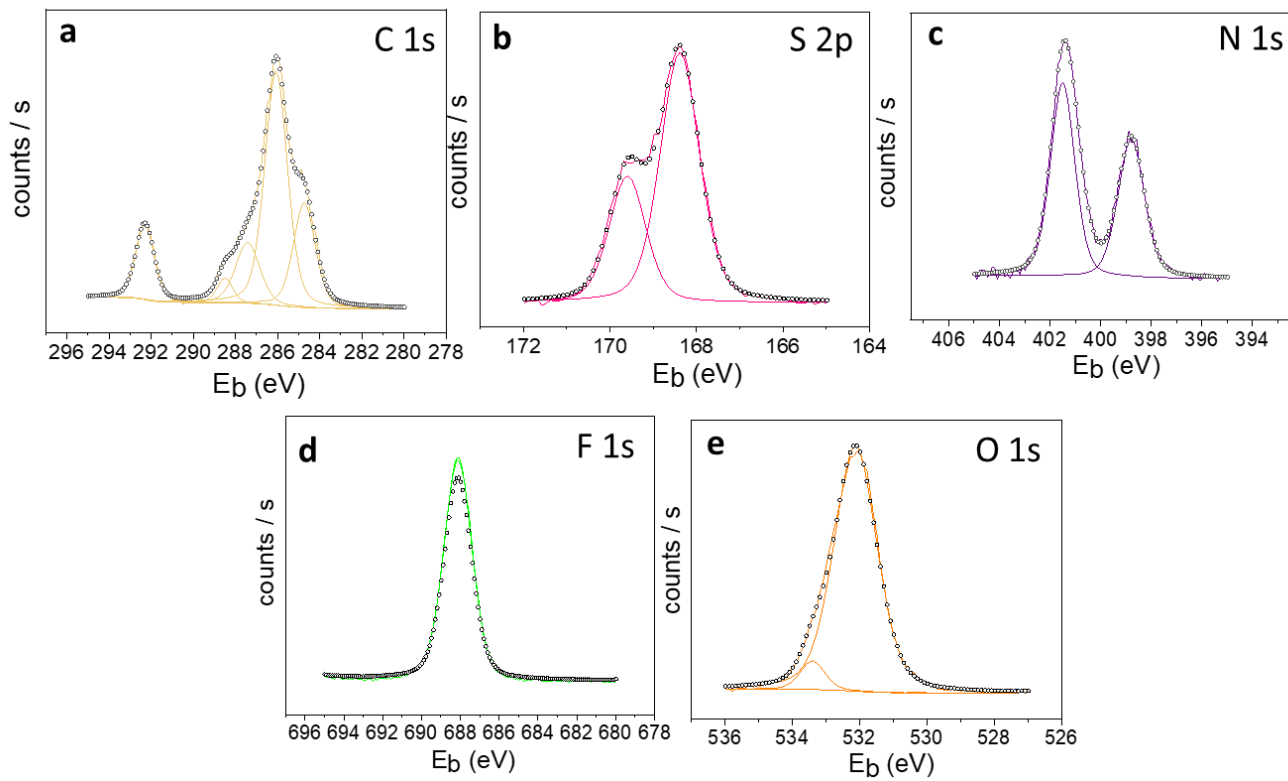 a
C 1s
counts / s
296 294 292 290 288 286 284 282 280 278
Eb (eV)
b
S 2p
counts / s
172 170 168 166 164
Eb (eV)
c
N 1s
counts / s
406 404 402 400 398 396 394
Eb (eV)
d
F 1s
counts / s
696 694 692 690 688 686 684 682 680 678
Eb (eV)
e
O 1s
counts / s
536 534 532 530 528 526
Eb (eV)